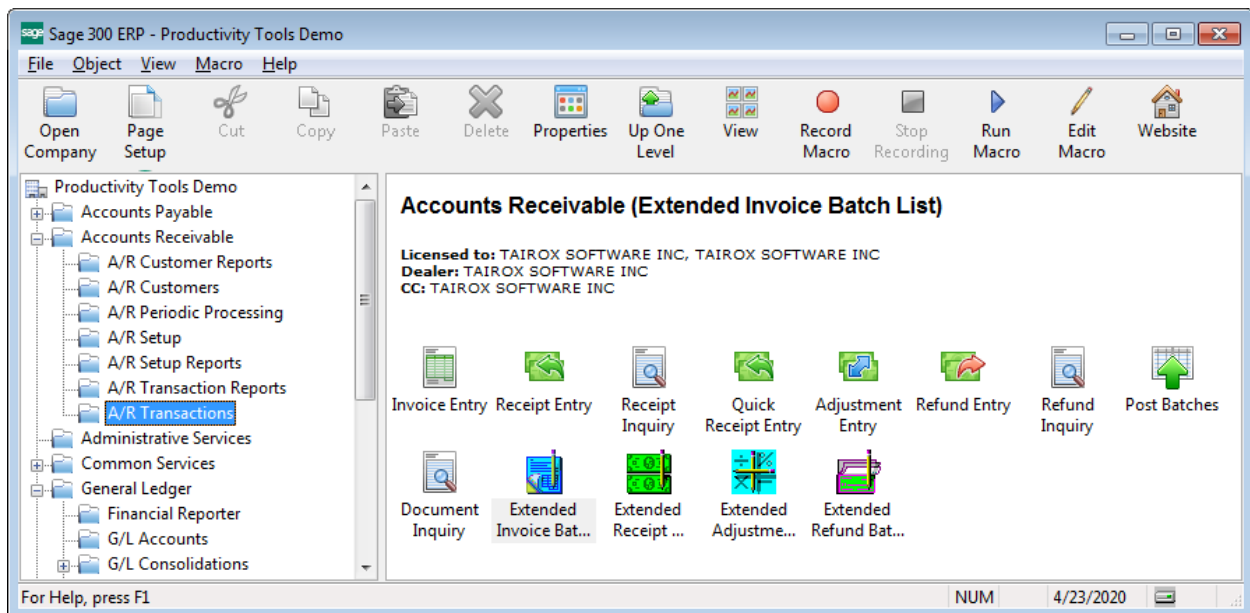 sage Sage 300 ERP - Productivity Tools Demo
File Object View Macro Help
Open Company
Page Setup
Cut
Copy
Paste
Delete
Properties
Up One Level
View
Record Macro
Stop Recording
Run Macro
Edit Macro
Website
Productivity Tools Demo
Accounts Payable
Accounts Receivable
A/R Customer Reports
A/R Customers
A/R Periodic Processing
A/R Setup
A/R Setup Reports
A/R Transaction Reports
A/R Transactions
Administrative Services
Common Services
General Ledger
Financial Reporter
G/L Accounts
G/L Consolidations
Accounts Receivable (Extended Invoice Batch List)
Licensed to: TAIROX SOFTWARE INC, TAIROX SOFTWARE INC
Dealer: TAIROX SOFTWARE INC
CC: TAIROX SOFTWARE INC
Invoice Entry
Receipt Entry
Receipt Inquiry
Quick Receipt Entry
Adjustment Entry
Refund Entry
Refund Inquiry
Post Batches
Document Inquiry
Extended Invoice Bat...
Extended Receipt ...
Extended Adjustme...
Extended Refund Bat...
For Help, press F1
NUM
4/23/2020